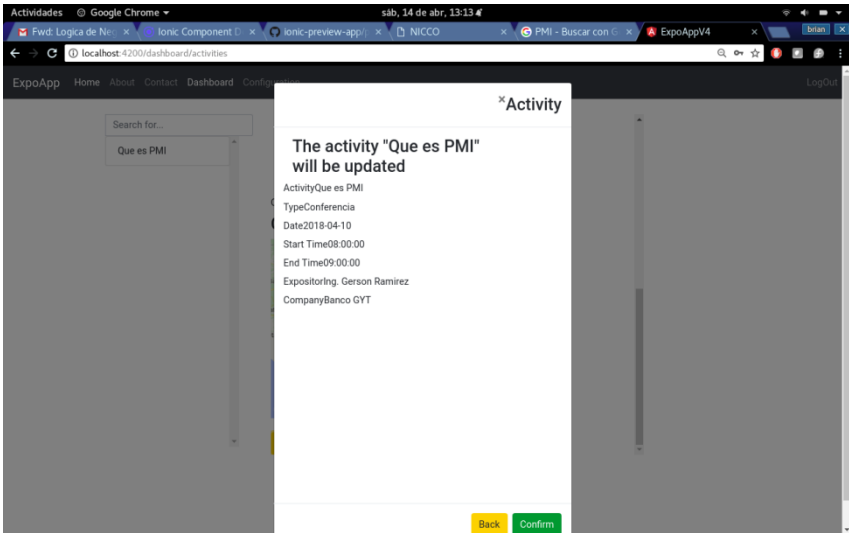 Actividades Google Chrome sáb, 14 de abr, 13:13
Fwd: Logica de Neg Ionic Component D ionic-preview-app/ NICCO PMI - Buscar con G ExpoAppV4 brian
localhost:4200/dashboard/activities
ExpoApp Home About Contact Dashboard Configuration LogOut
×Activity
Search for...
Que es PMI
The activity "Que es PMI"
will be updated
ActivityQue es PMI
TypeConferencia
Date2018-04-10
Start Time08:00:00
End Time09:00:00
ExpositorIng. Gerson Ramirez
CompanyBanco GYT
Back Confirm